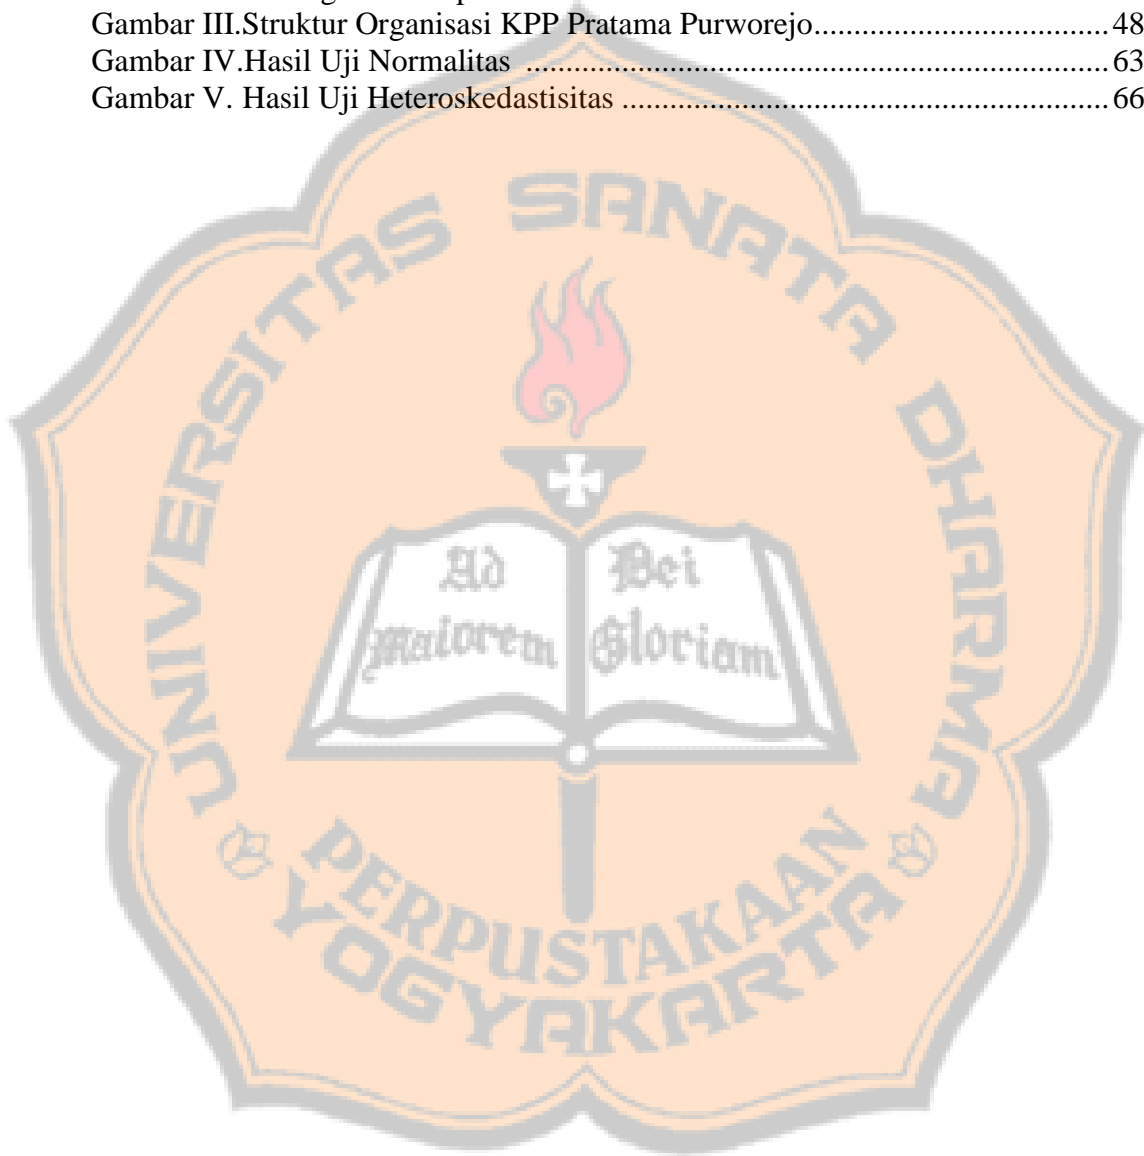 Gambar III.Struktur Organisasi KPP Pratama Purworejo.................................... 48
Gambar IV.Hasil Uji Normalitas ....................................................................... 63
Gambar V. Hasil Uji Heteroskedastisitas ........................................................... 66
UNIVERSITAS SANATA DHARMA
Ad Dei
maiorem Gloriam
PERPUSTAKAAN
YOGYAKARTA